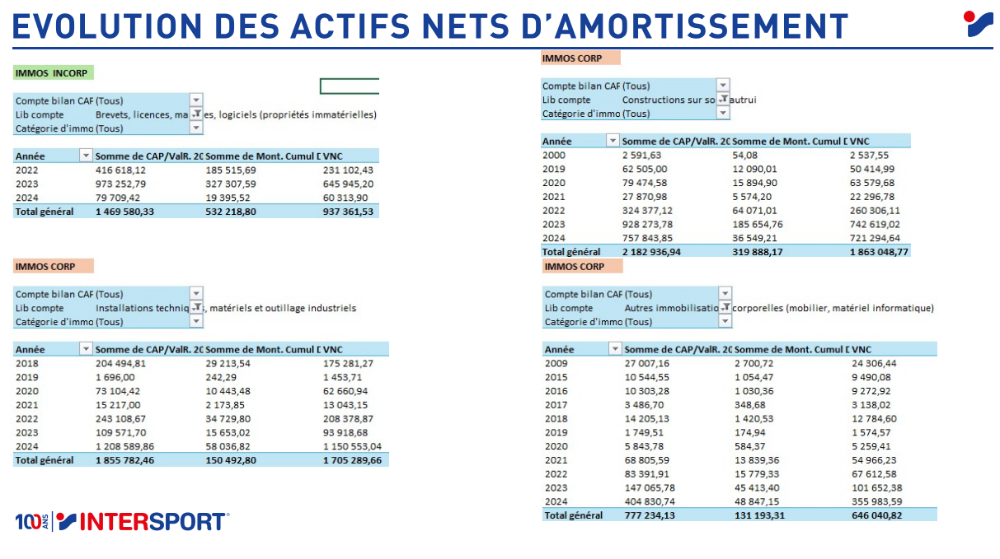 EVOLUTION DES ACTIFS NETS D'AMORTISSEMENT
IMMOS INCORP
Compte bilan CAF (Tous)
Lib compte Brevets, licences, ma es, logiciels (propriétés immatérielles)
Catégorie d'immo (Tous)
Année Somme de CAP/ValR. 20 Somme de Mont. Cumul D VNC
2022 416 618,12 185 515,69 231 102,43
2023 973 252,79 327 307,59 645 945,20
2024 79 709,42 19 395,52 60 313,90
Total général 1 469 580,33 532 218,80 937 361,53
IMMOS CORP
Compte bilan CAF (Tous)
Lib compte Constructions sur so autrui
Catégorie d'immo (Tous)
Année Somme de CAP/ValR. 20 Somme de Mont. Cumul D VNC
2000 2 591,63 54,08 2 537,55
2019 62 505,00 12 090,01 50 414,99
2020 79 474,58 15 894,90 63 579,68
2021 27 870,98 5 574,20 22 296,78
2022 324 377,12 64 071,01 260 306,11
2023 928 273,78 185 654,76 742 619,02
2024 757 843,85 36 549,21 721 294,64
Total général 2 182 936,94 319 888,17 1 863 048,77
IMMOS CORP
Compte bilan CAF (Tous)
Lib compte Installations techniq s, matériels et outillage industriels
Catégorie d'immo (Tous)
Année Somme de CAP/ValR. 20 Somme de Mont. Cumul D VNC
2018 204 494,81 29 213,54 175 281,27
2019 1 696,00 242,29 1 453,71
2020 73 104,42 10 443,48 62 660,94
2021 15 217,00 2 173,85 13 043,15
2022 243 108,67 34 729,80 208 378,87
2023 109 571,70 15 653,02 93 918,68
2024 1 208 589,86 58 036,82 1 150 553,04
Total général 1 855 782,46 150 492,80 1 705 289,66
IMMOS CORP
Compte bilan CAF (Tous)
Lib compte Autres immobilisatio corporelles (mobilier, matériel informatique)
Catégorie d'immo (Tous)
Année Somme de CAP/ValR. 20 Somme de Mont. Cumul D VNC
2009 27 007,16 2 700,72 24 306,44
2015 10 544,55 1 054,47 9 490,08
2016 10 303,28 1 030,36 9 272,92
2017 3 486,70 348,68 3 138,02
2018 14 205,13 1 420,53 12 784,60
2019 1 749,51 174,94 1 574,57
2020 5 843,78 584,37 5 259,41
2021 68 805,59 13 839,36 54 966,23
2022 83 391,91 15 779,33 67 612,58
2023 147 065,78 45 413,40 101 652,38
2024 404 830,74 48 847,15 355 983,59
Total général 777 234,13 131 193,31 646 040,82
100 ANS INTERSPORT